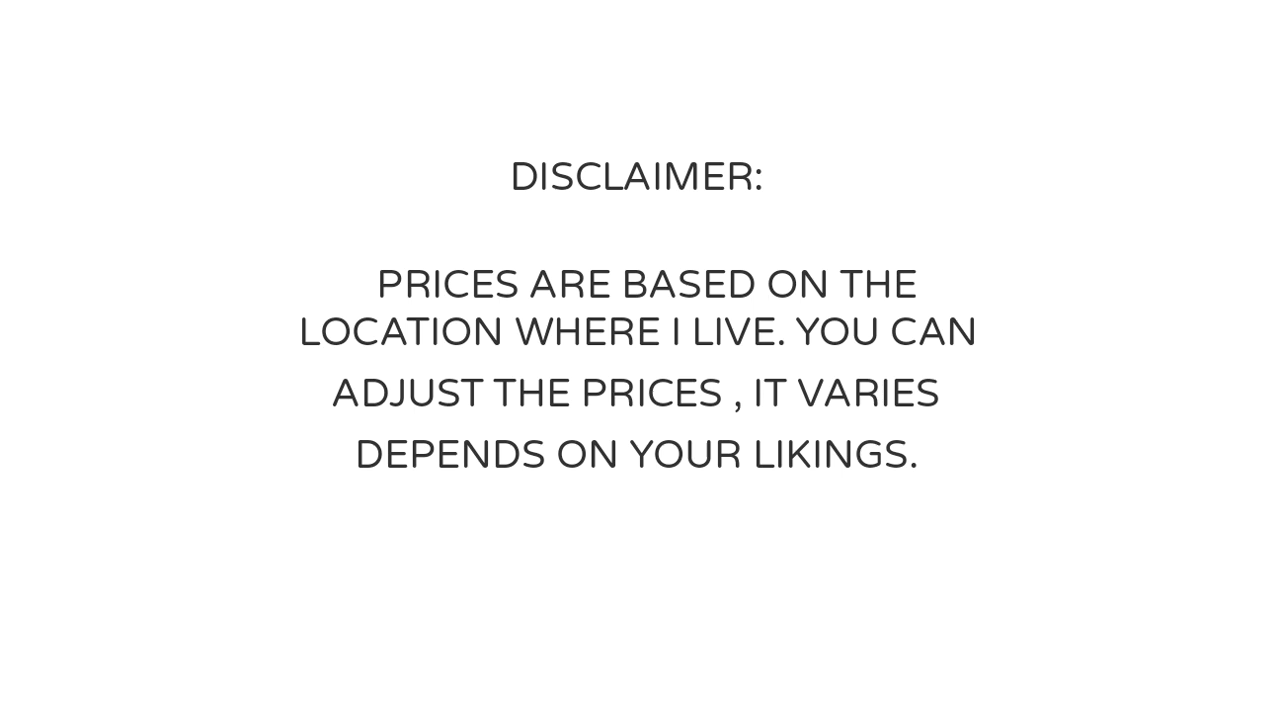 DISCLAIMER:
PRICES ARE BASED ON THE
LOCATION WHERE I LIVE. YOU CAN
ADJUST THE PRICES , IT VARIES
DEPENDS ON YOUR LIKINGS.